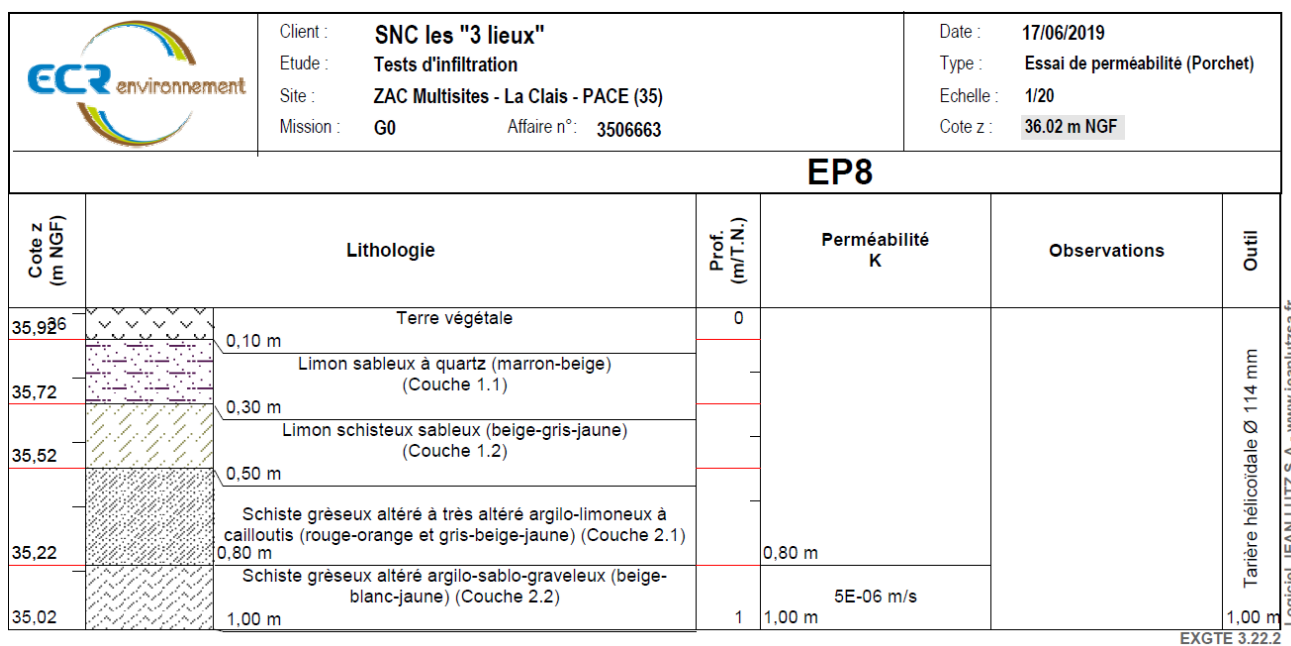 ECR environnement
Client : SNC les "3 lieux"
Etude : Tests d'infiltration
Site : ZAC Multisites - La Clais - PACE (35)
Mission : G0 Affaire n° : 3506663
Date : 17/06/2019
Type : Essai de perméabilité (Porchet)
Echelle : 1/20
Cote z : 36.02 m NGF
EP8
Cote z
(m NGF)
Lithologie
Prof.
(m/T.N.)
Perméabilité
K
Observations
Outil
36
35,92
Terre végétale
0
0,10 m
Limon sableux à quartz (marron-beige)
(Couche 1.1)
35,72
0,30 m
Limon schisteux sableux (beige-gris-jaune)
(Couche 1.2)
35,52
0,50 m
Schiste grèseux altéré à très altéré argilo-limoneux à
cailloutis (rouge-orange et gris-beige-jaune) (Couche 2.1)
35,22
0,80 m
0,80 m
Schiste grèseux altéré argilo-sablo-graveleux (beige-
blanc-jaune) (Couche 2.2)
5E-06 m/s
35,02
1,00 m
1
1,00 m
Tarière hélicoïdale Ø 114 mm
1,00 m
Logiciel JEAN LUTZ S.A - www.jeanlutzsa.fr
EXGTE 3.22.2